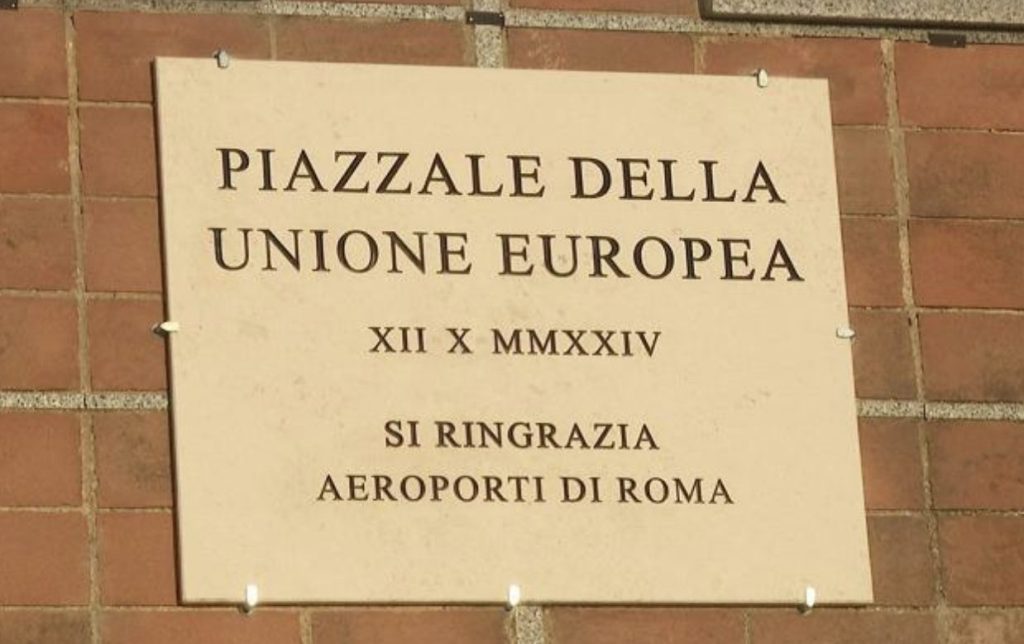 PIAZZALE DELLA
UNIONE EUROPEA
XII X MMXXIV
SI RINGRAZIA
AEROPORTI DI ROMA